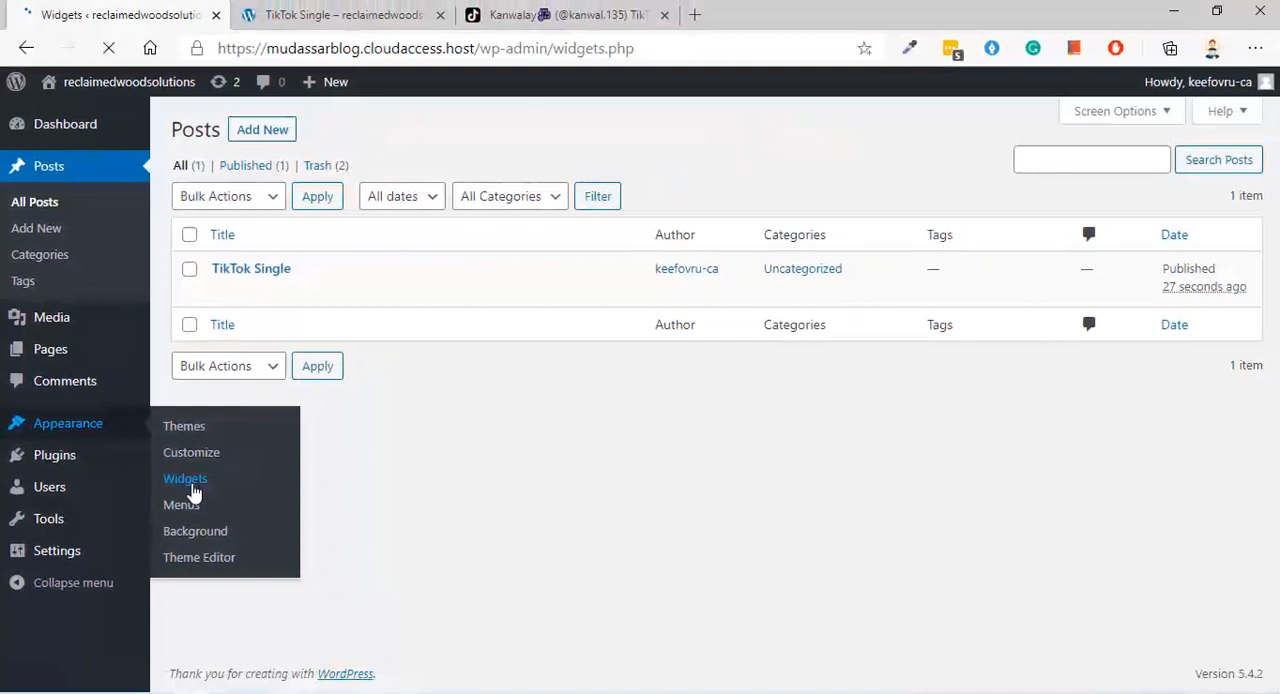 Widgets ‹ reclaimedwoodsolutio
TikTok Single – reclaimedwoods
Kanwalay (@kanwal.135) TikT
https://mudassarblog.cloudaccess.host/wp-admin/widgets.php
5
reclaimedwoodsolutions
2
0
New
Howdy, keefovru-ca
Dashboard
Posts
All Posts
Add New
Categories
Tags
Media
Pages
Comments
Appearance
Plugins
Users
Tools
Settings
Collapse menu
Themes
Customize
Widgets
Menus
Background
Theme Editor
Screen Options
Help
Posts
Add New
All (1) | Published (1) | Trash (2)
Search Posts
Bulk Actions
Apply
All dates
All Categories
Filter
1 item
Title
Author
Categories
Tags
Date
TikTok Single
keefovru-ca
Uncategorized
—
—
Published
27 seconds ago
Title
Author
Categories
Tags
Date
Bulk Actions
Apply
1 item
Thank you for creating with WordPress.
Version 5.4.2